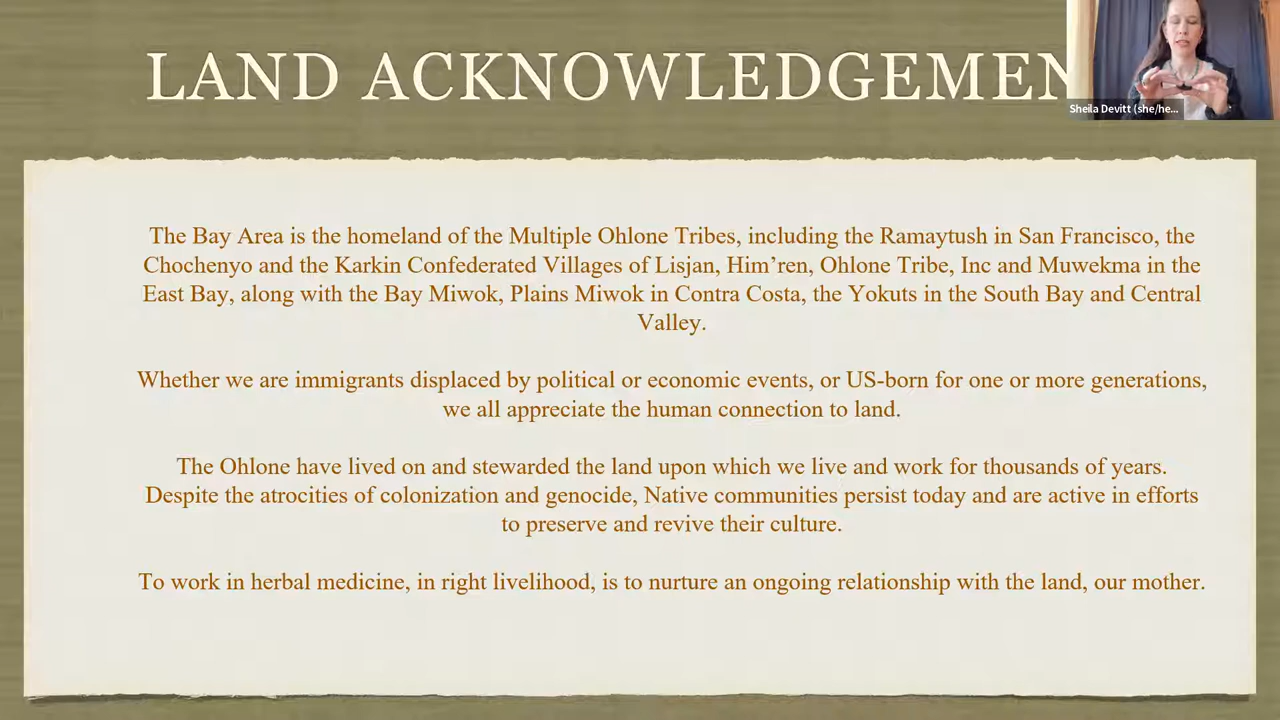 LAND ACKNOWLEDGEMEN
Sheila Devitt (she/he...
The Bay Area is the homeland of the Multiple Ohlone Tribes, including the Ramaytush in San Francisco, the
Chochenyo and the Karkin Confederated Villages of Lisjan, Him’ren, Ohlone Tribe, Inc and Muwekma in the
East Bay, along with the Bay Miwok, Plains Miwok in Contra Costa, the Yokuts in the South Bay and Central
Valley.
Whether we are immigrants displaced by political or economic events, or US-born for one or more generations,
we all appreciate the human connection to land.
The Ohlone have lived on and stewarded the land upon which we live and work for thousands of years.
Despite the atrocities of colonization and genocide, Native communities persist today and are active in efforts
to preserve and revive their culture.
To work in herbal medicine, in right livelihood, is to nurture an ongoing relationship with the land, our mother.